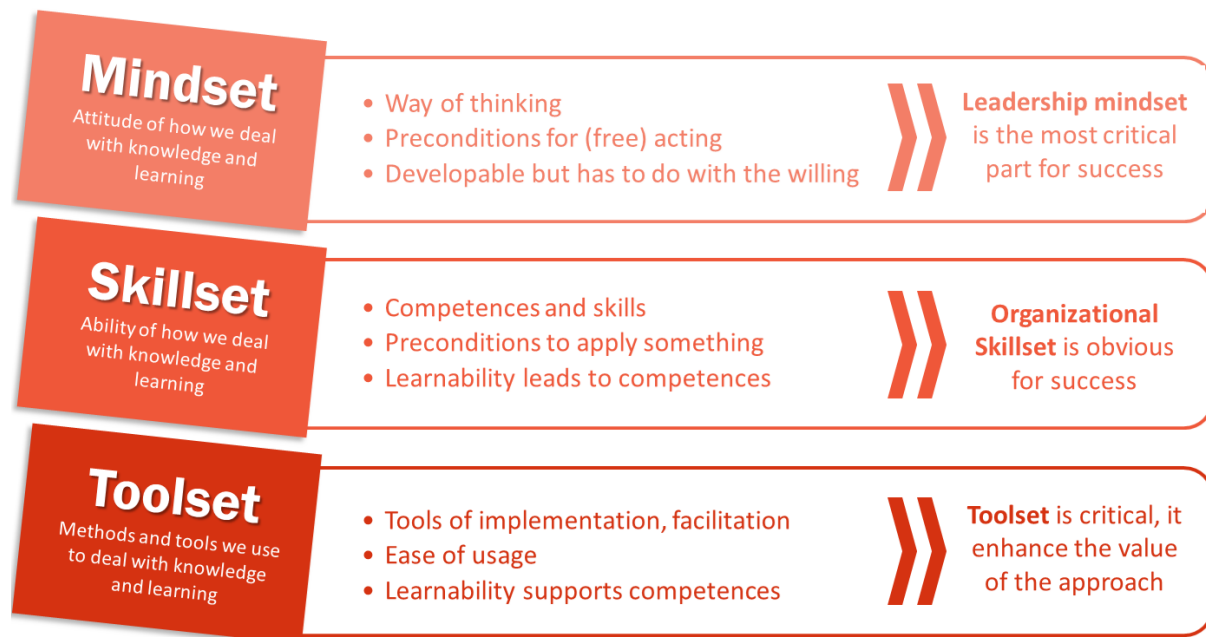 Mindset
Attitude of how we deal
with knowledge and
learning
• Way of thinking
• Preconditions for (free) acting
• Developable but has to do with the willing
Leadership mindset
is the most critical
part for success
Skillset
Ability of how we deal
with knowledge and
learning
• Competences and skills
• Preconditions to apply something
• Learnability leads to competences
Organizational
Skillset is obvious
for success
Toolset
Methods and tools we use
to deal with knowledge
and learning
• Tools of implementation, facilitation
• Ease of usage
• Learnability supports competences
Toolset is critical, it
enhance the value
of the approach